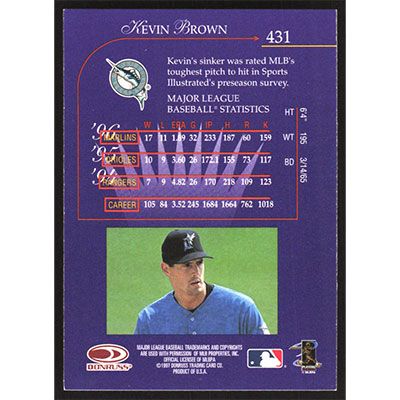 KEVIN BROWN
431
Kevin's sinker was rated MLB's
toughest pitch to hit in Sports
Illustrated's preseason survey.
MAJOR LEAGUE
BASEBALL® STATISTICS
HT 6'4" WT 195 BD 3/14/65
W L ERA G IP H R K
'96
MARLINS 17 11 1.89 32 233 187 60 159
'95
ORIOLES 10 9 3.60 26 172.1 155 73 117
'94
RANGERS 7 9 4.82 26 170 218 109 123
CAREER 105 84 3.52 245 1684 1664 762 1018
DONRUSS
MAJOR LEAGUE BASEBALL TRADEMARKS AND COPYRIGHTS
ARE USED WITH PERMISSION OF MLB PROPERTIES, INC.
OFFICIAL LICENSEE OF MLBPA
©1997 DONRUSS TRADING CARD CO.
PRODUCT OF U.S.A.